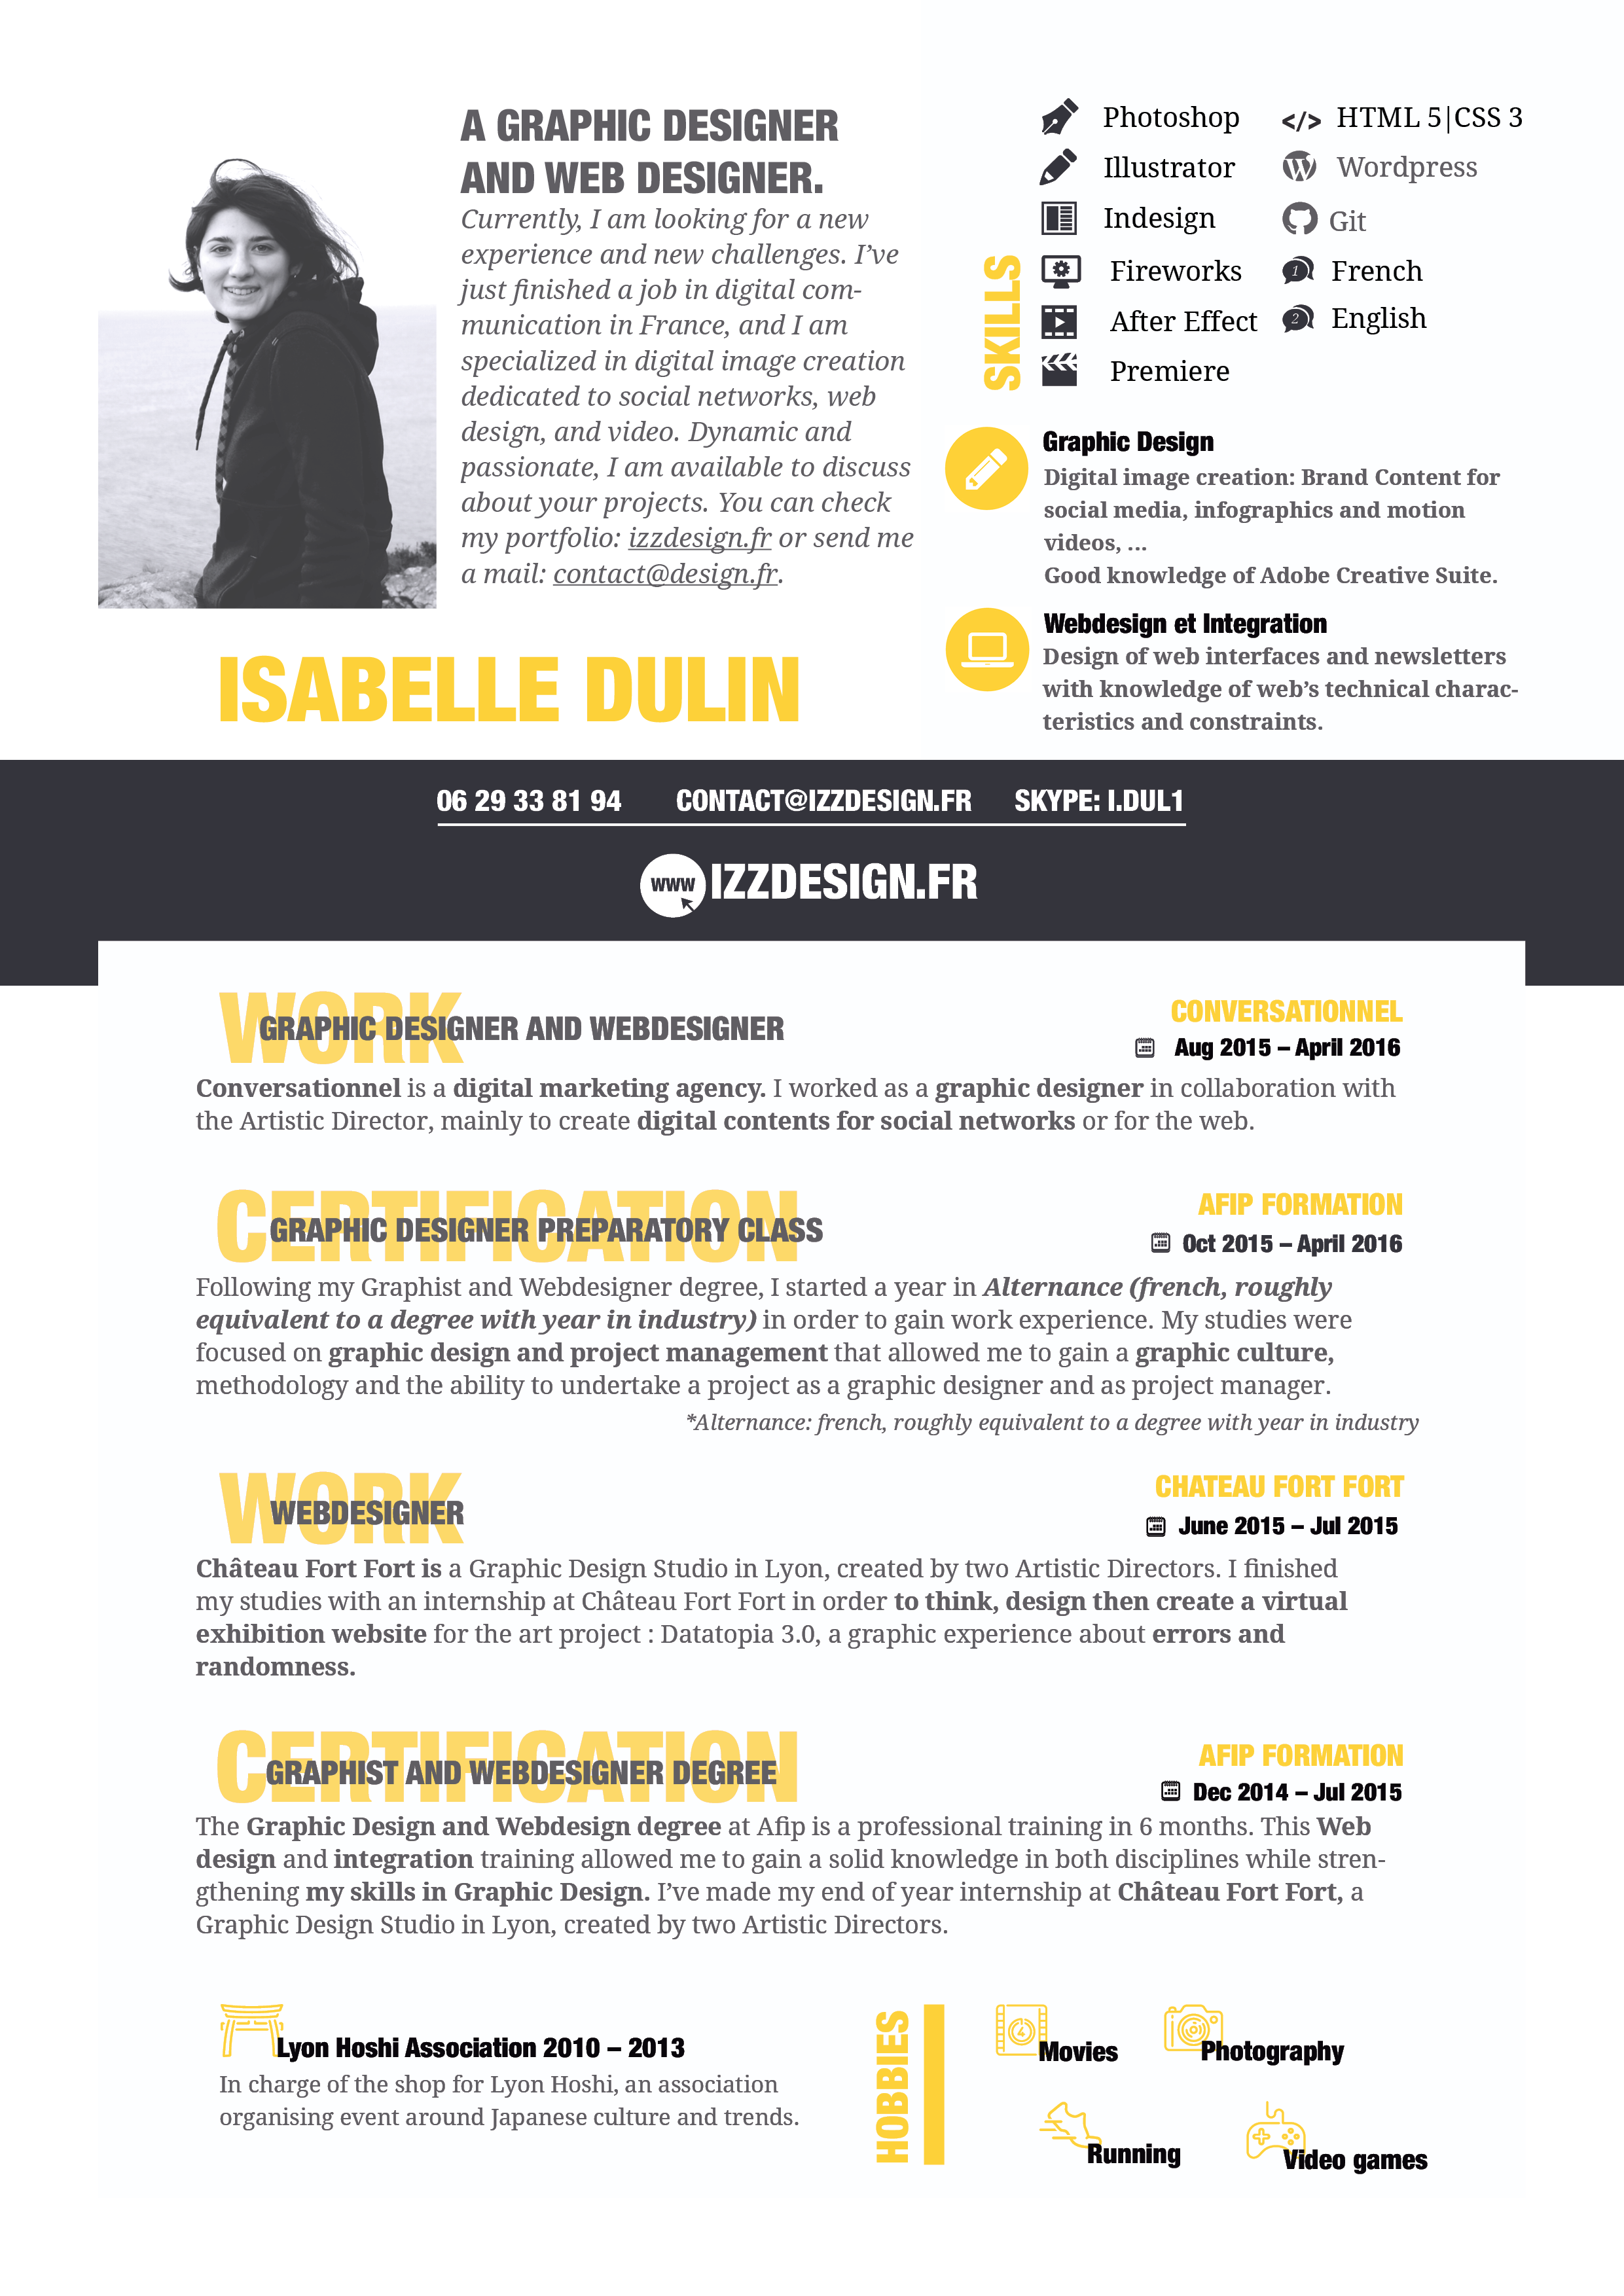 A GRAPHIC DESIGNER
AND WEB DESIGNER.
Currently, I am looking for a new
experience and new challenges. I’ve
just finished a job in digital com-
munication in France, and I am
specialized in digital image creation
dedicated to social networks, web
design, and video. Dynamic and
passionate, I am available to discuss
about your projects. You can check
my portfolio: izzdesign.fr or send me
a mail: contact@design.fr.
ISABELLE DULIN
SKILLS
Photoshop
Illustrator
Indesign
Fireworks
After Effect
Premiere
</> HTML 5|CSS 3
Wordpress
Git
1 French
2 English
Graphic Design
Digital image creation: Brand Content for
social media, infographics and motion
videos, ...
Good knowledge of Adobe Creative Suite.
Webdesign et Integration
Design of web interfaces and newsletters
with knowledge of web’s technical charac-
teristics and constraints.
06 29 33 81 94 CONTACT@IZZDESIGN.FR SKYPE: I.DUL1
WWW IZZDESIGN.FR
WORK
GRAPHIC DESIGNER AND WEBDESIGNER
CONVERSATIONNEL
Aug 2015 – April 2016
Conversationnel is a digital marketing agency. I worked as a graphic designer in collaboration with
the Artistic Director, mainly to create digital contents for social networks or for the web.
CERTIFICATION
GRAPHIC DESIGNER PREPARATORY CLASS
AFIP FORMATION
Oct 2015 – April 2016
Following my Graphist and Webdesigner degree, I started a year in Alternance (french, roughly
equivalent to a degree with year in industry) in order to gain work experience. My studies were
focused on graphic design and project management that allowed me to gain a graphic culture,
methodology and the ability to undertake a project as a graphic designer and as project manager.
*Alternance: french, roughly equivalent to a degree with year in industry
WORK
WEBDESIGNER
CHATEAU FORT FORT
June 2015 – Jul 2015
Château Fort Fort is a Graphic Design Studio in Lyon, created by two Artistic Directors. I finished
my studies with an internship at Château Fort Fort in order to think, design then create a virtual
exhibition website for the art project : Datatopia 3.0, a graphic experience about errors and
randomness.
CERTIFICATION
GRAPHIST AND WEBDESIGNER DEGREE
AFIP FORMATION
Dec 2014 – Jul 2015
The Graphic Design and Webdesign degree at Afip is a professional training in 6 months. This Web
design and integration training allowed me to gain a solid knowledge in both disciplines while stren-
gthening my skills in Graphic Design. I’ve made my end of year internship at Château Fort Fort, a
Graphic Design Studio in Lyon, created by two Artistic Directors.
Lyon Hoshi Association 2010 – 2013
In charge of the shop for Lyon Hoshi, an association
organising event around Japanese culture and trends.
HOBBIES
4
Movies
Photography
Running
Video games